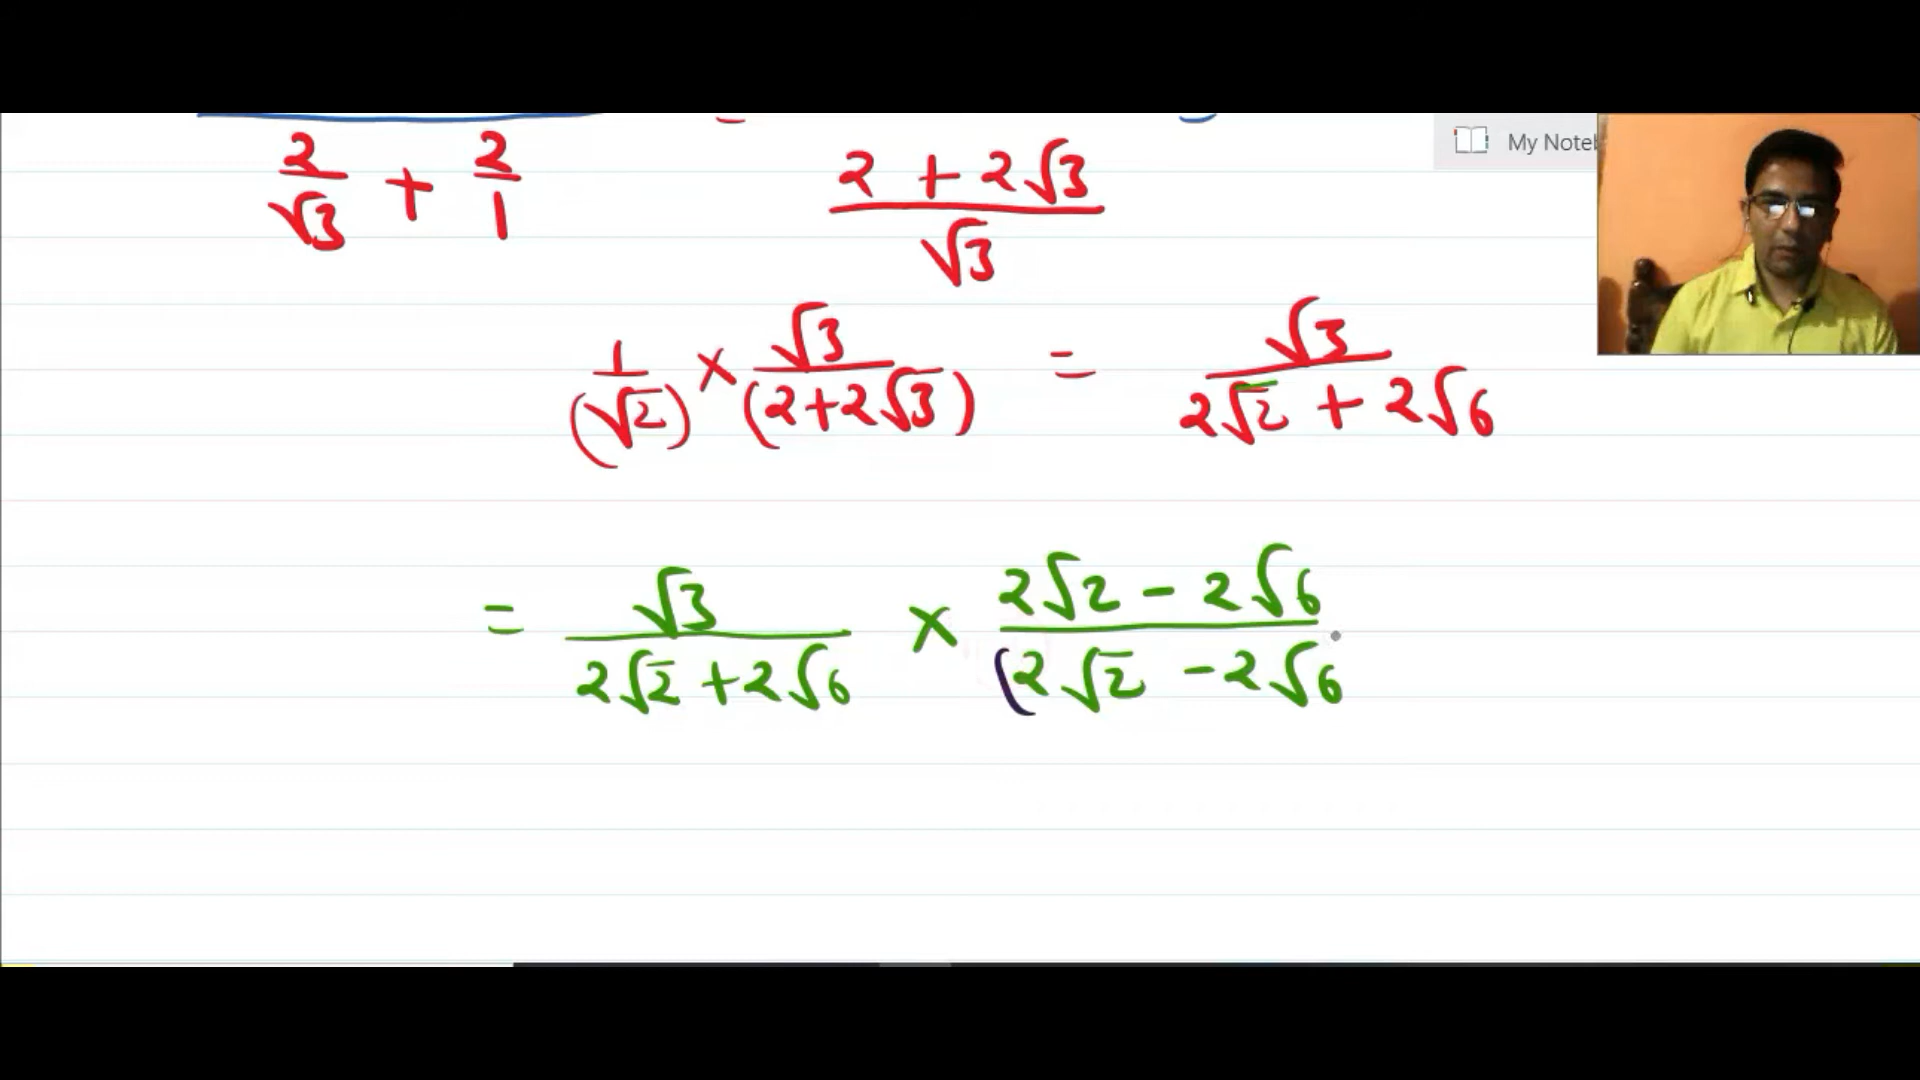 2/√3 + 2/1 = (2 + 2√3)/√3
My Noteb
1/(√2) × √3/(2+2√3) = √3/(2√2 + 2√6)
= √3/(2√2+2√6) × (2√2 - 2√6)/(2√2 - 2√6